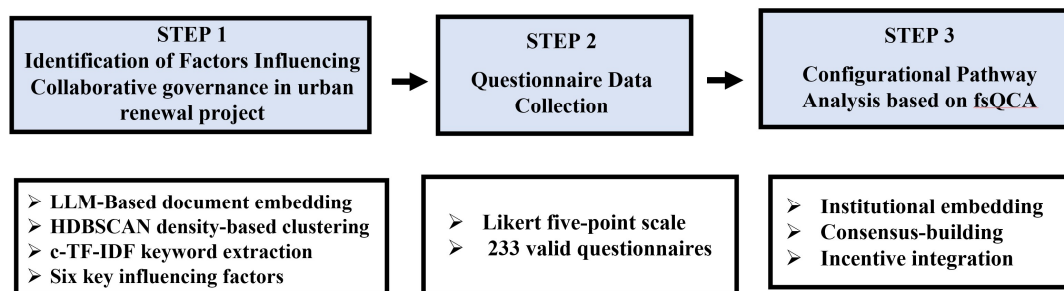 STEP 1
Identification of Factors Influencing
Collaborative governance in urban
renewal project
STEP 2
Questionnaire Data
Collection
STEP 3
Configurational Pathway
Analysis based on fsQCA
➢ LLM-Based document embedding
➢ HDBSCAN density-based clustering
➢ c-TF-IDF keyword extraction
➢ Six key influencing factors
➢ Likert five-point scale
➢ 233 valid questionnaires
➢ Institutional embedding
➢ Consensus-building
➢ Incentive integration